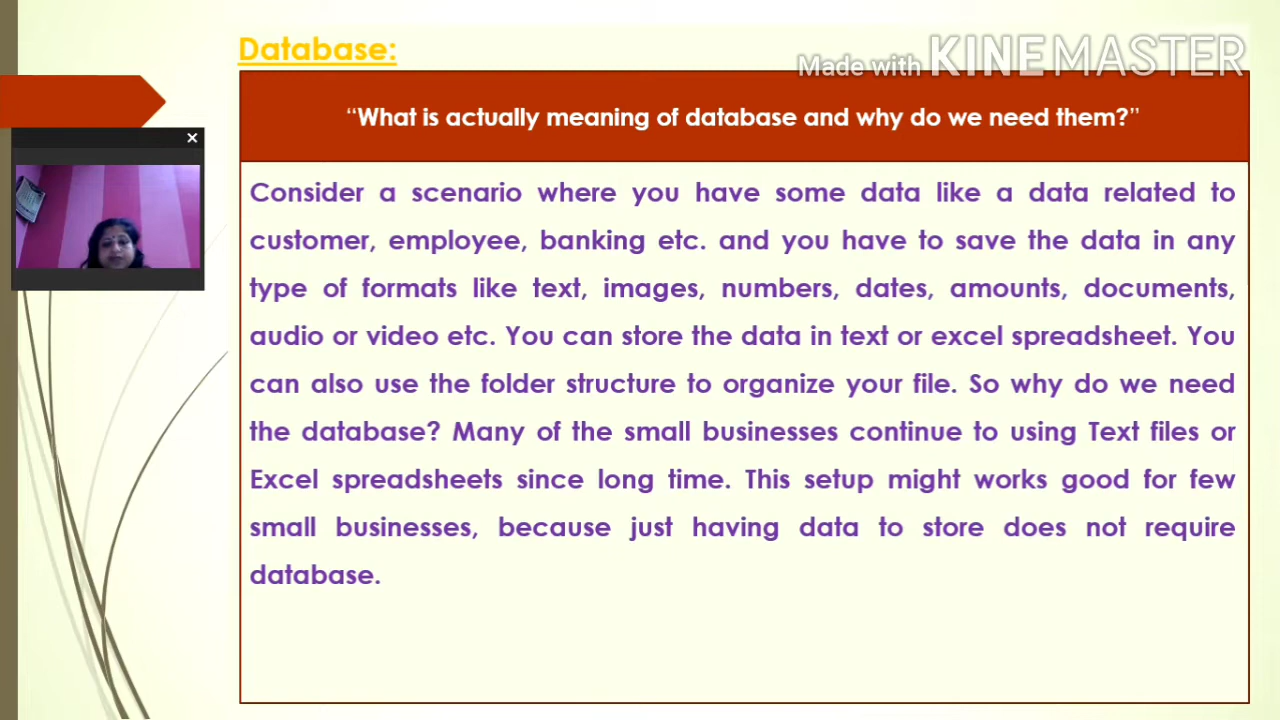 Database:
Made with KINEMASTER
“What is actually meaning of database and why do we need them?”
Consider a scenario where you have some data like a data related to
customer, employee, banking etc. and you have to save the data in any
type of formats like text, images, numbers, dates, amounts, documents,
audio or video etc. You can store the data in text or excel spreadsheet. You
can also use the folder structure to organize your file. So why do we need
the database? Many of the small businesses continue to using Text files or
Excel spreadsheets since long time. This setup might works good for few
small businesses, because just having data to store does not require
database.